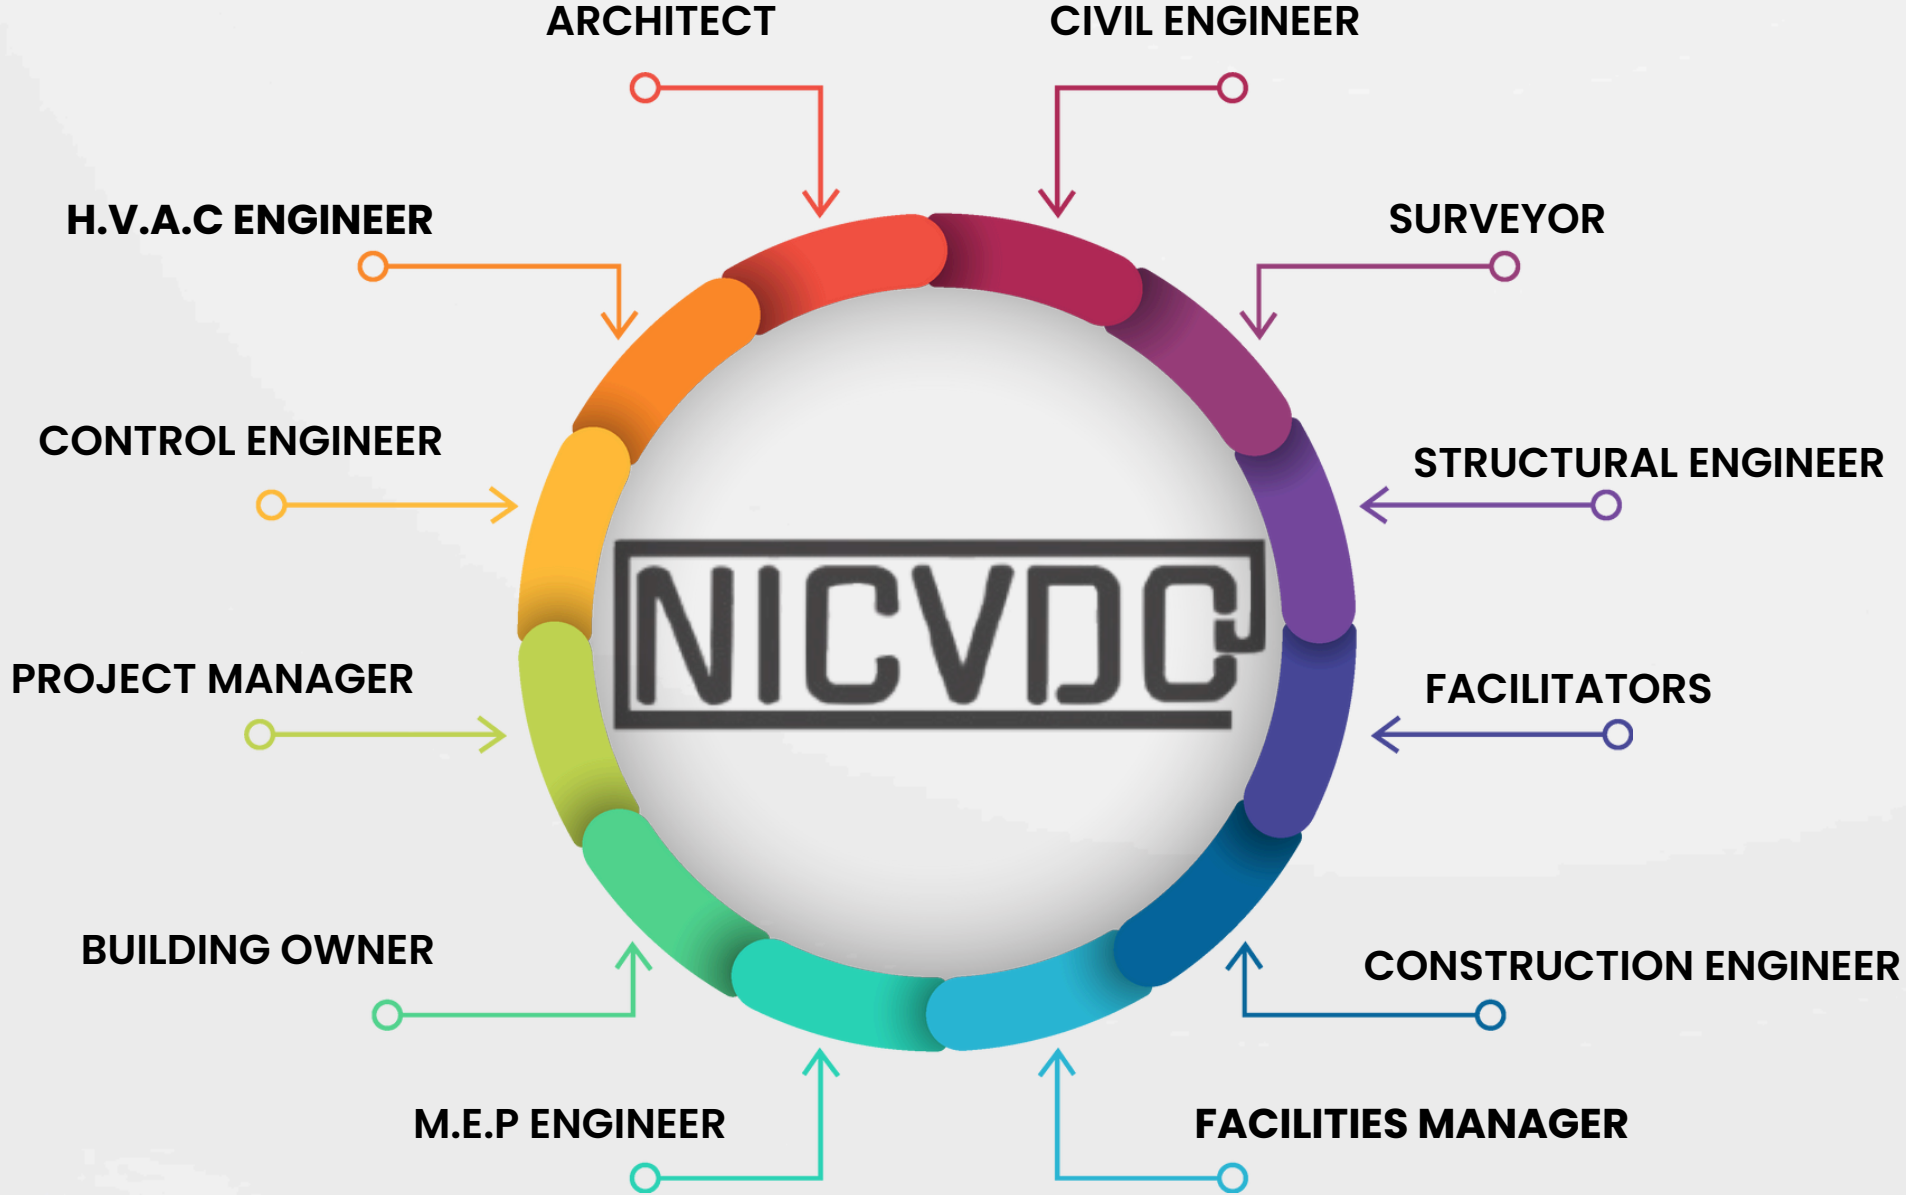 ARCHITECT
CIVIL ENGINEER
H.V.A.C ENGINEER
SURVEYOR
CONTROL ENGINEER
STRUCTURAL ENGINEER
NICVDC
PROJECT MANAGER
FACILITATORS
BUILDING OWNER
CONSTRUCTION ENGINEER
M.E.P ENGINEER
FACILITIES MANAGER